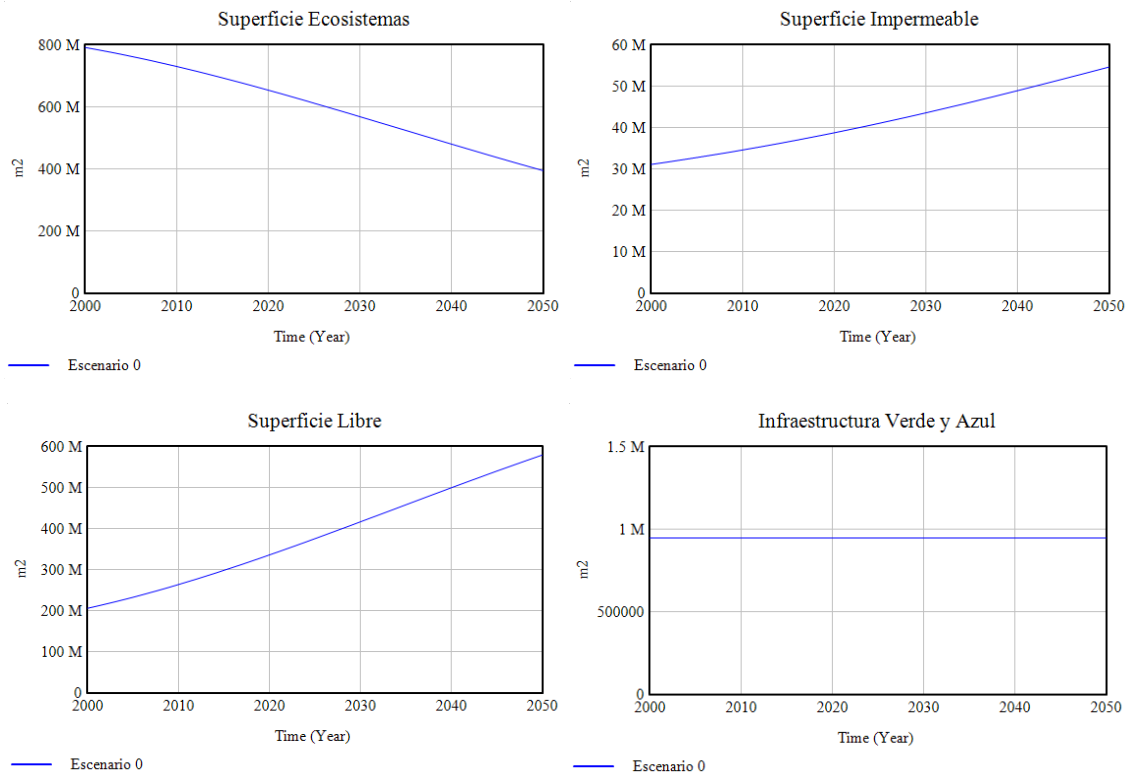 Superficie Ecosistemas
800 M
600 M
400 M
200 M
0
m2
2000 2010 2020 2030 2040 2050
Time (Year)
Escenario 0
Superficie Impermeable
60 M
50 M
40 M
30 M
20 M
10 M
0
m2
2000 2010 2020 2030 2040 2050
Time (Year)
Escenario 0
Superficie Libre
600 M
500 M
400 M
300 M
200 M
100 M
0
m2
2000 2010 2020 2030 2040 2050
Time (Year)
Escenario 0
Infraestructura Verde y Azul
1.5 M
1 M
500000
0
m2
2000 2010 2020 2030 2040 2050
Time (Year)
Escenario 0